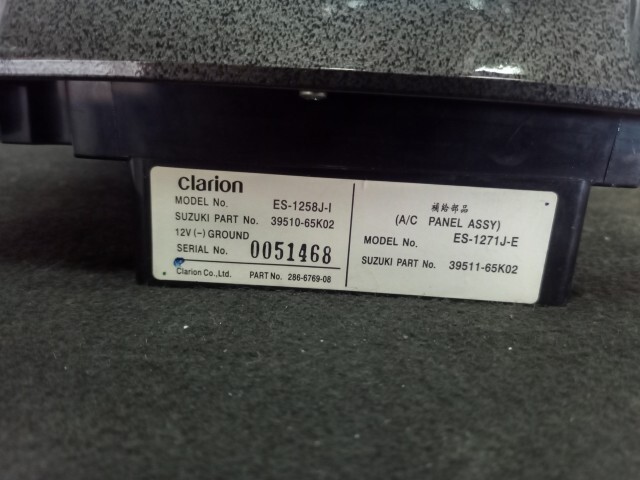 Clarion
MODEL No. ES-1258J-I
SUZUKI PART No. 39510-65K02
12V (−) GROUND
SERIAL No. 0051468
Clarion Co.,Ltd. PART No. 286-6769-08
補給部品
(A/C PANEL ASSY)
MODEL No. ES-1271J-E
SUZUKI PART No. 39511-65K02